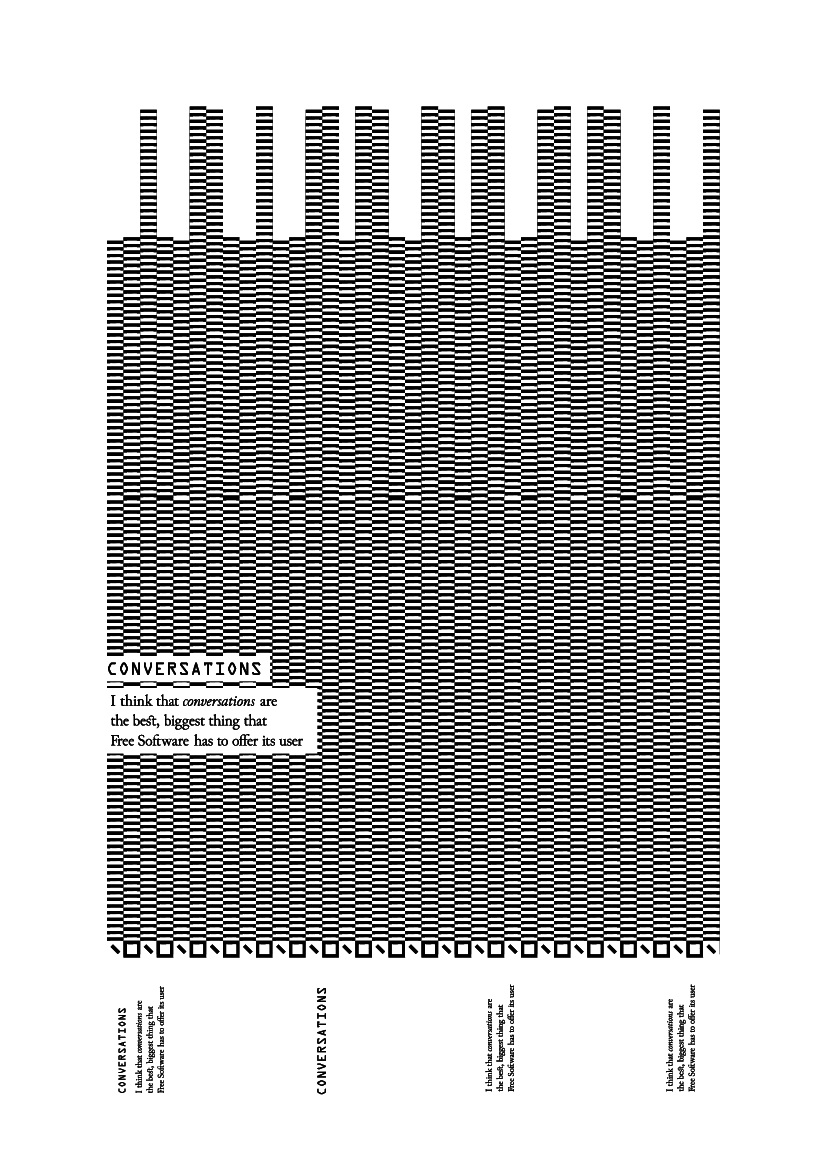 CONVERSATIONS
I think that conversations are
the best, biggest thing that
Free Software has to offer its user
CONVERSATIONS
I think that conversations are
the best, biggest thing that
Free Software has to offer its user
CONVERSATIONS
I think that conversations are
the best, biggest thing that
Free Software has to offer its user
I think that conversations are
the best, biggest thing that
Free Software has to offer its user